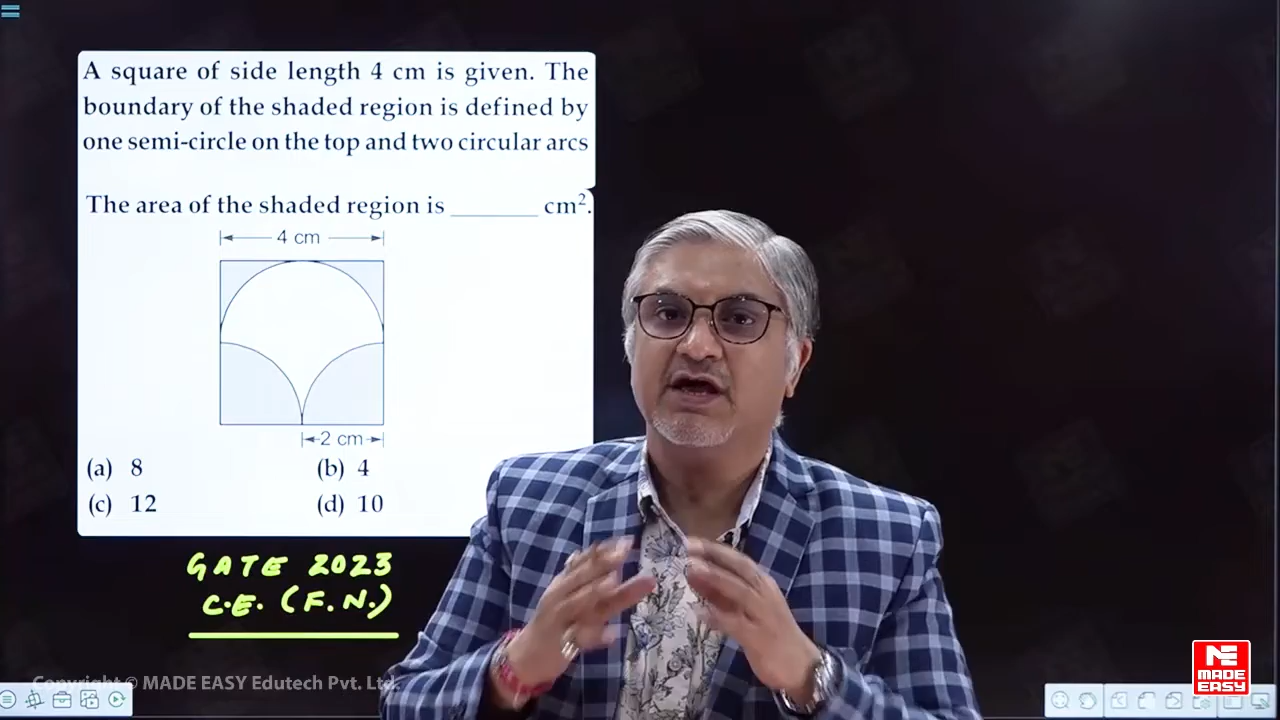 A square of side length 4 cm is given. The
boundary of the shaded region is defined by
one semi-circle on the top and two circular arcs
The area of the shaded region is ________ cm².
4 cm
2 cm
(a) 8
(b) 4
(c) 12
(d) 10
GATE 2023
C.E. (F.N.)
Copyright © MADE EASY Edutech Pvt. Ltd.
MADE
EASY